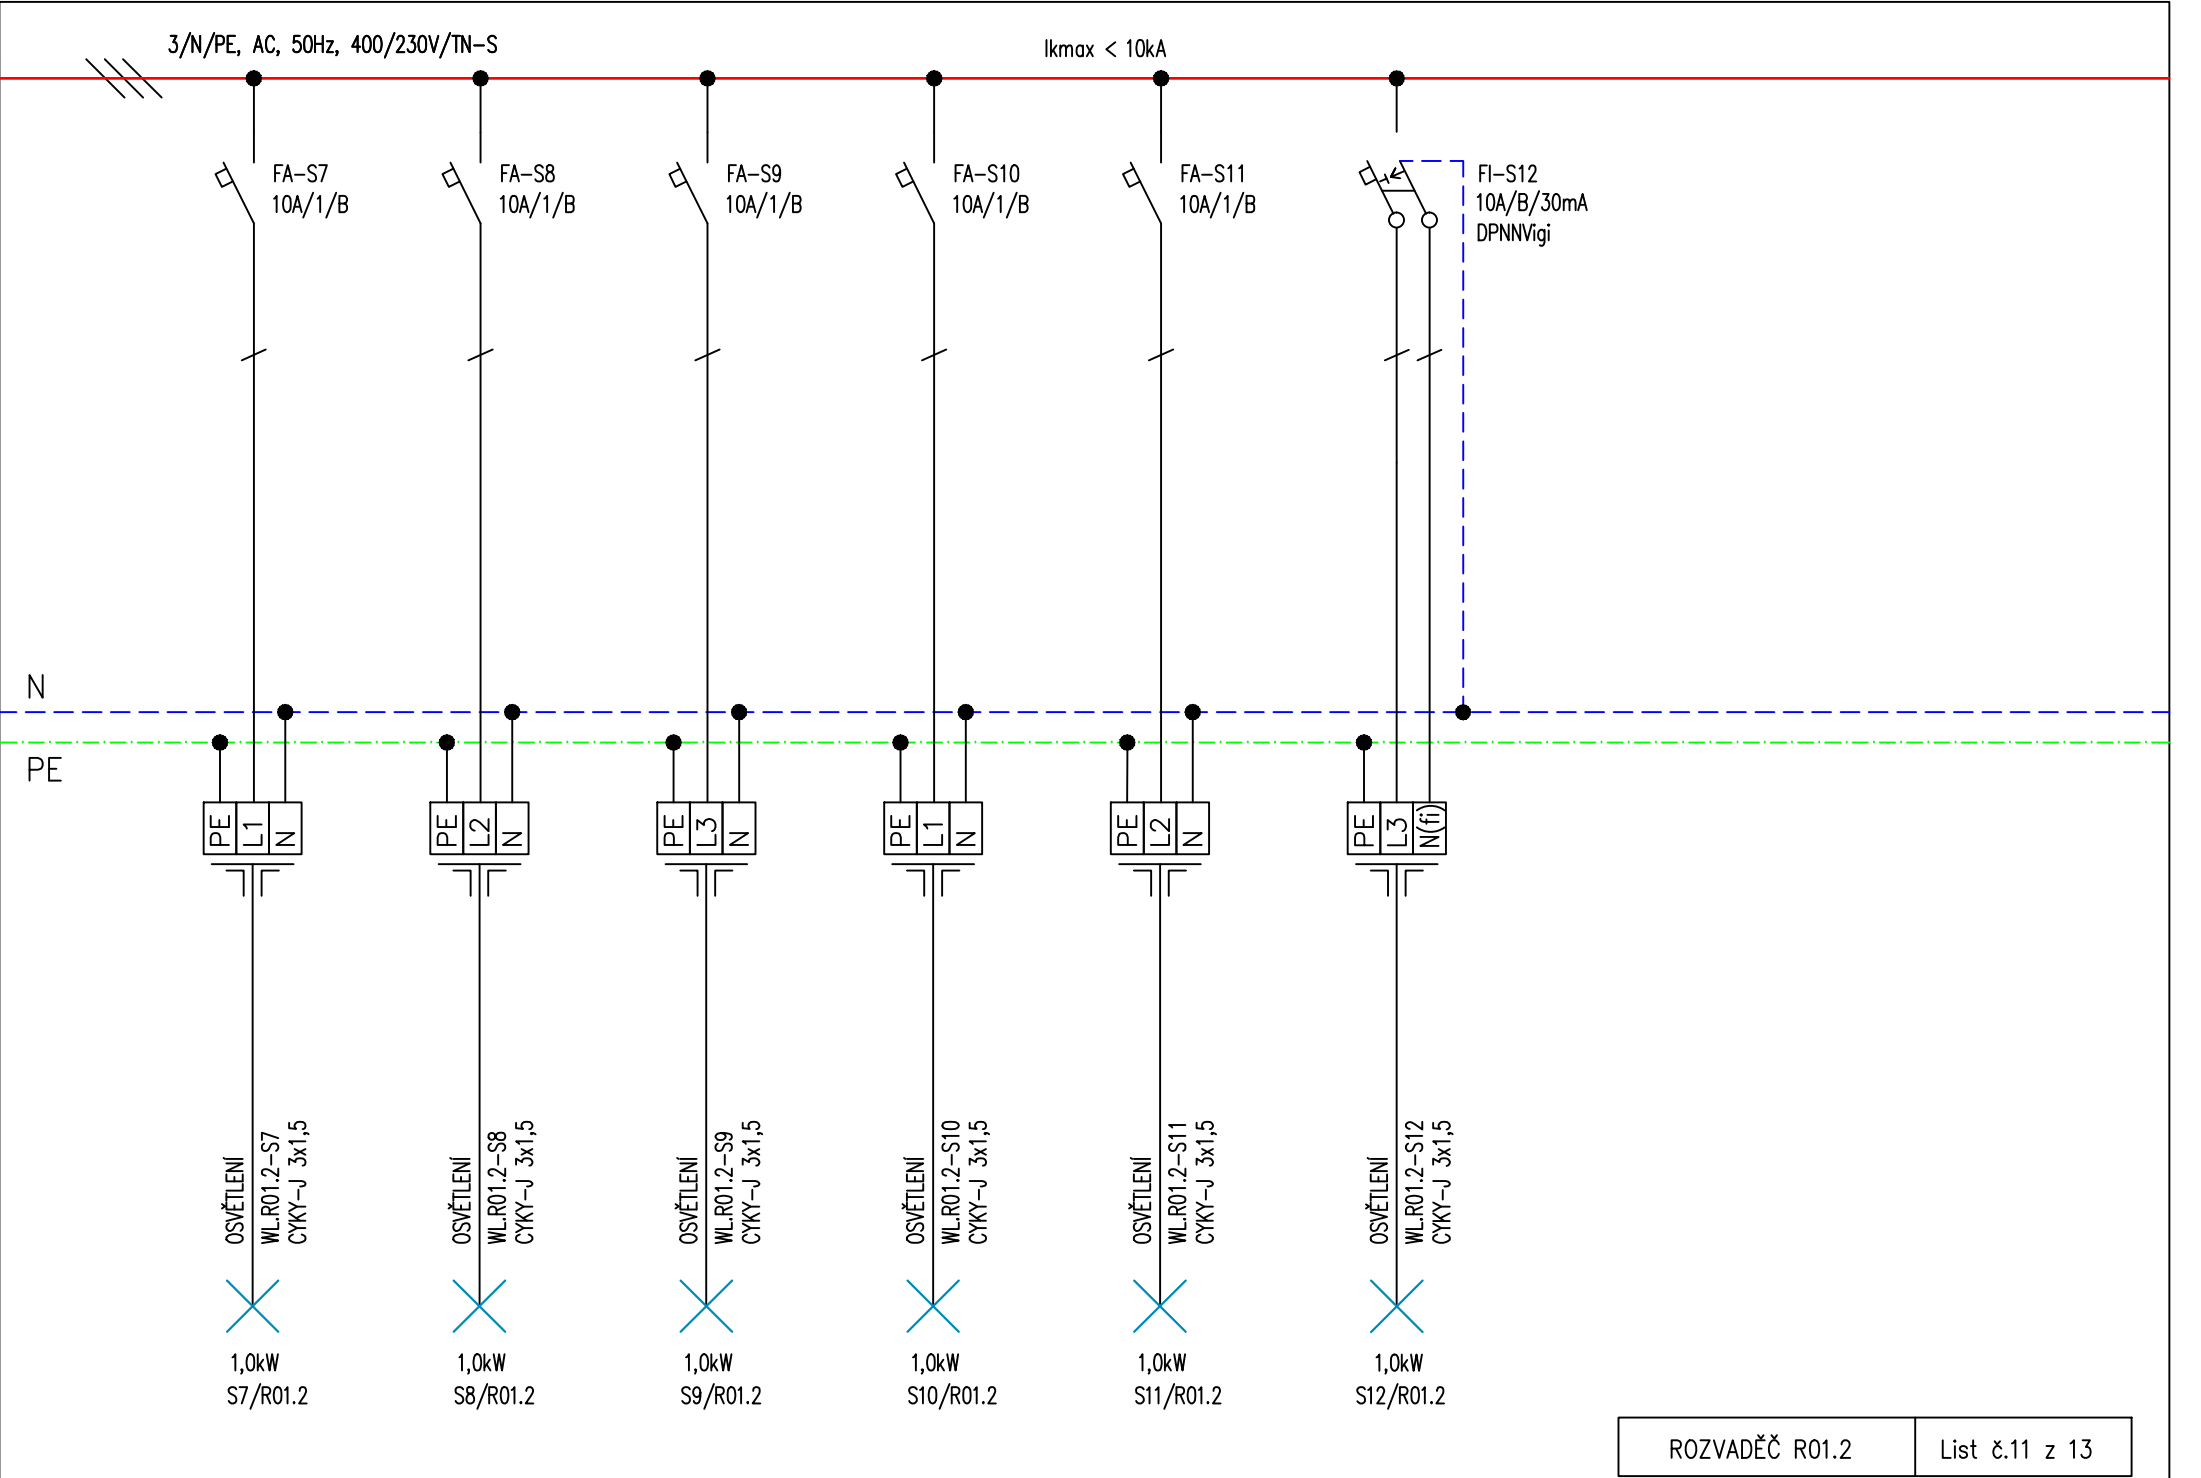 3/N/PE, AC, 50Hz, 400/230V/TN-S
Ikmax < 10kA
FA-S7
10A/1/B
FA-S8
10A/1/B
FA-S9
10A/1/B
FA-S10
10A/1/B
FA-S11
10A/1/B
FI-S12
10A/B/30mA
DPNNVigi
N
PE
PE L1 N
PE L2 N
PE L3 N
PE L1 N
PE L2 N
PE L3 N(fi)
OSVĚTLENÍ
WL.R01.2-S7
CYKY-J 3x1,5
OSVĚTLENÍ
WL.R01.2-S8
CYKY-J 3x1,5
OSVĚTLENÍ
WL.R01.2-S9
CYKY-J 3x1,5
OSVĚTLENÍ
WL.R01.2-S10
CYKY-J 3x1,5
OSVĚTLENÍ
WL.R01.2-S11
CYKY-J 3x1,5
OSVĚTLENÍ
WL.R01.2-S12
CYKY-J 3x1,5
1,0kW
S7/R01.2
1,0kW
S8/R01.2
1,0kW
S9/R01.2
1,0kW
S10/R01.2
1,0kW
S11/R01.2
1,0kW
S12/R01.2
ROZVADĚČ R01.2
List č.11 z 13